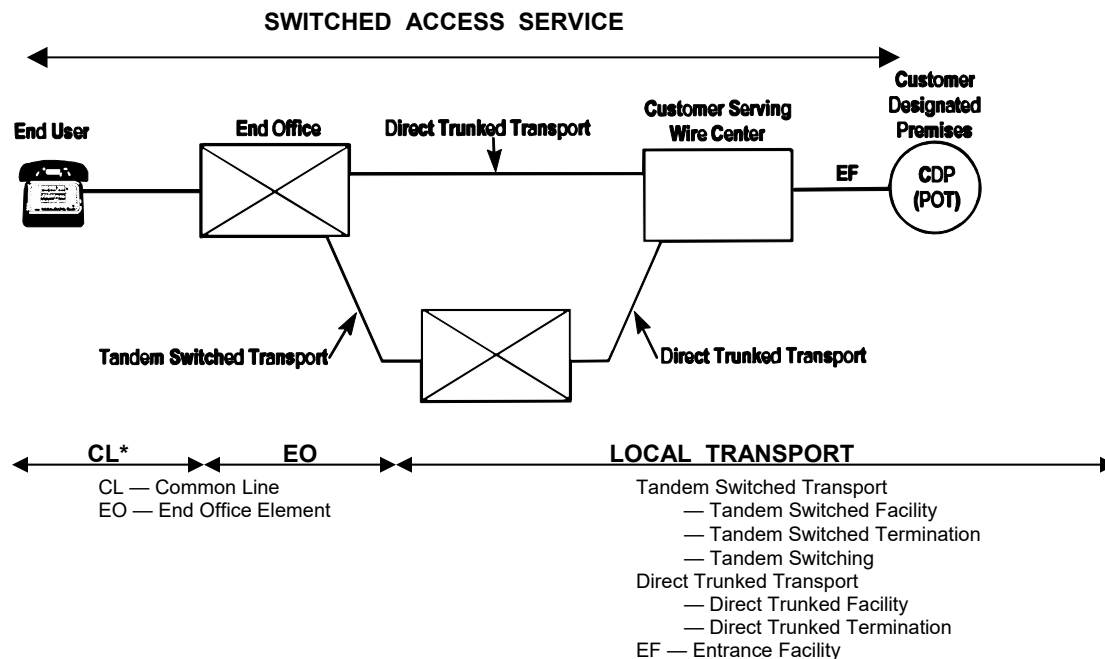 SWITCHED ACCESS SERVICE
End User
End Office
Direct Trunked Transport
Customer Serving
Wire Center
EF
Customer
Designated
Premises
CDP
(POT)
Tandem Switched Transport
Direct Trunked Transport
CL*
EO
LOCAL TRANSPORT
CL — Common Line
EO — End Office Element
Tandem Switched Transport
— Tandem Switched Facility
— Tandem Switched Termination
— Tandem Switching
Direct Trunked Transport
— Direct Trunked Facility
— Direct Trunked Termination
EF — Entrance Facility